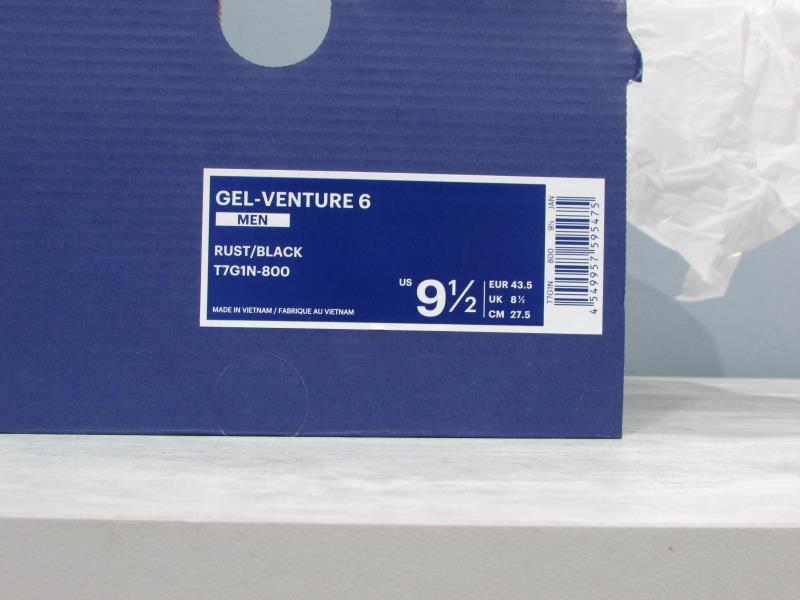 GEL-VENTURE 6
MEN
RUST/BLACK
T7G1N-800
MADE IN VIETNAM / FABRIQUE AU VIETNAM
US 9½
EUR 43.5
UK 8½
CM 27.5
T7G1N 800 9½ JAN
4 549957 595475